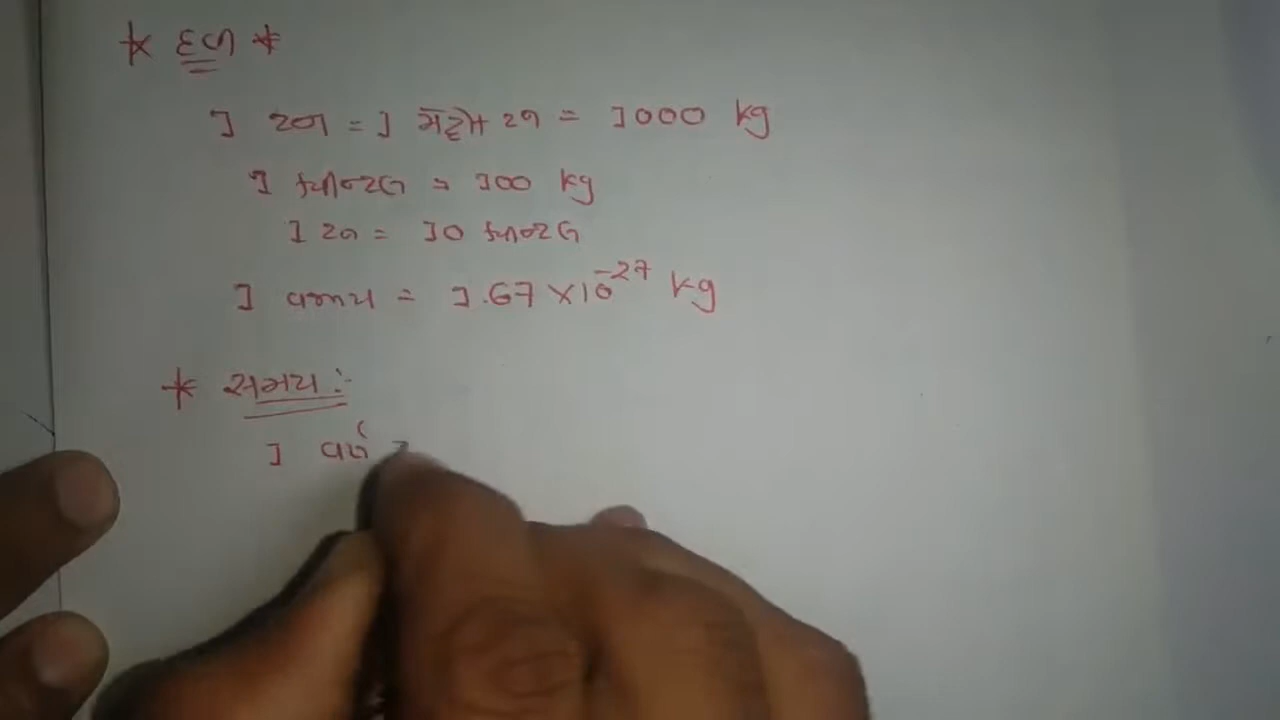 * દળ *
1 ટન = 1 મેટ્રીક ટન = 1000 kg
1 ક્વિન્ટલ = 100 kg
1 ટન = 10 ક્વિન્ટલ
1 = 1.67 × 10⁻²⁷ kg
* સમય :-
1 વર્ષ =